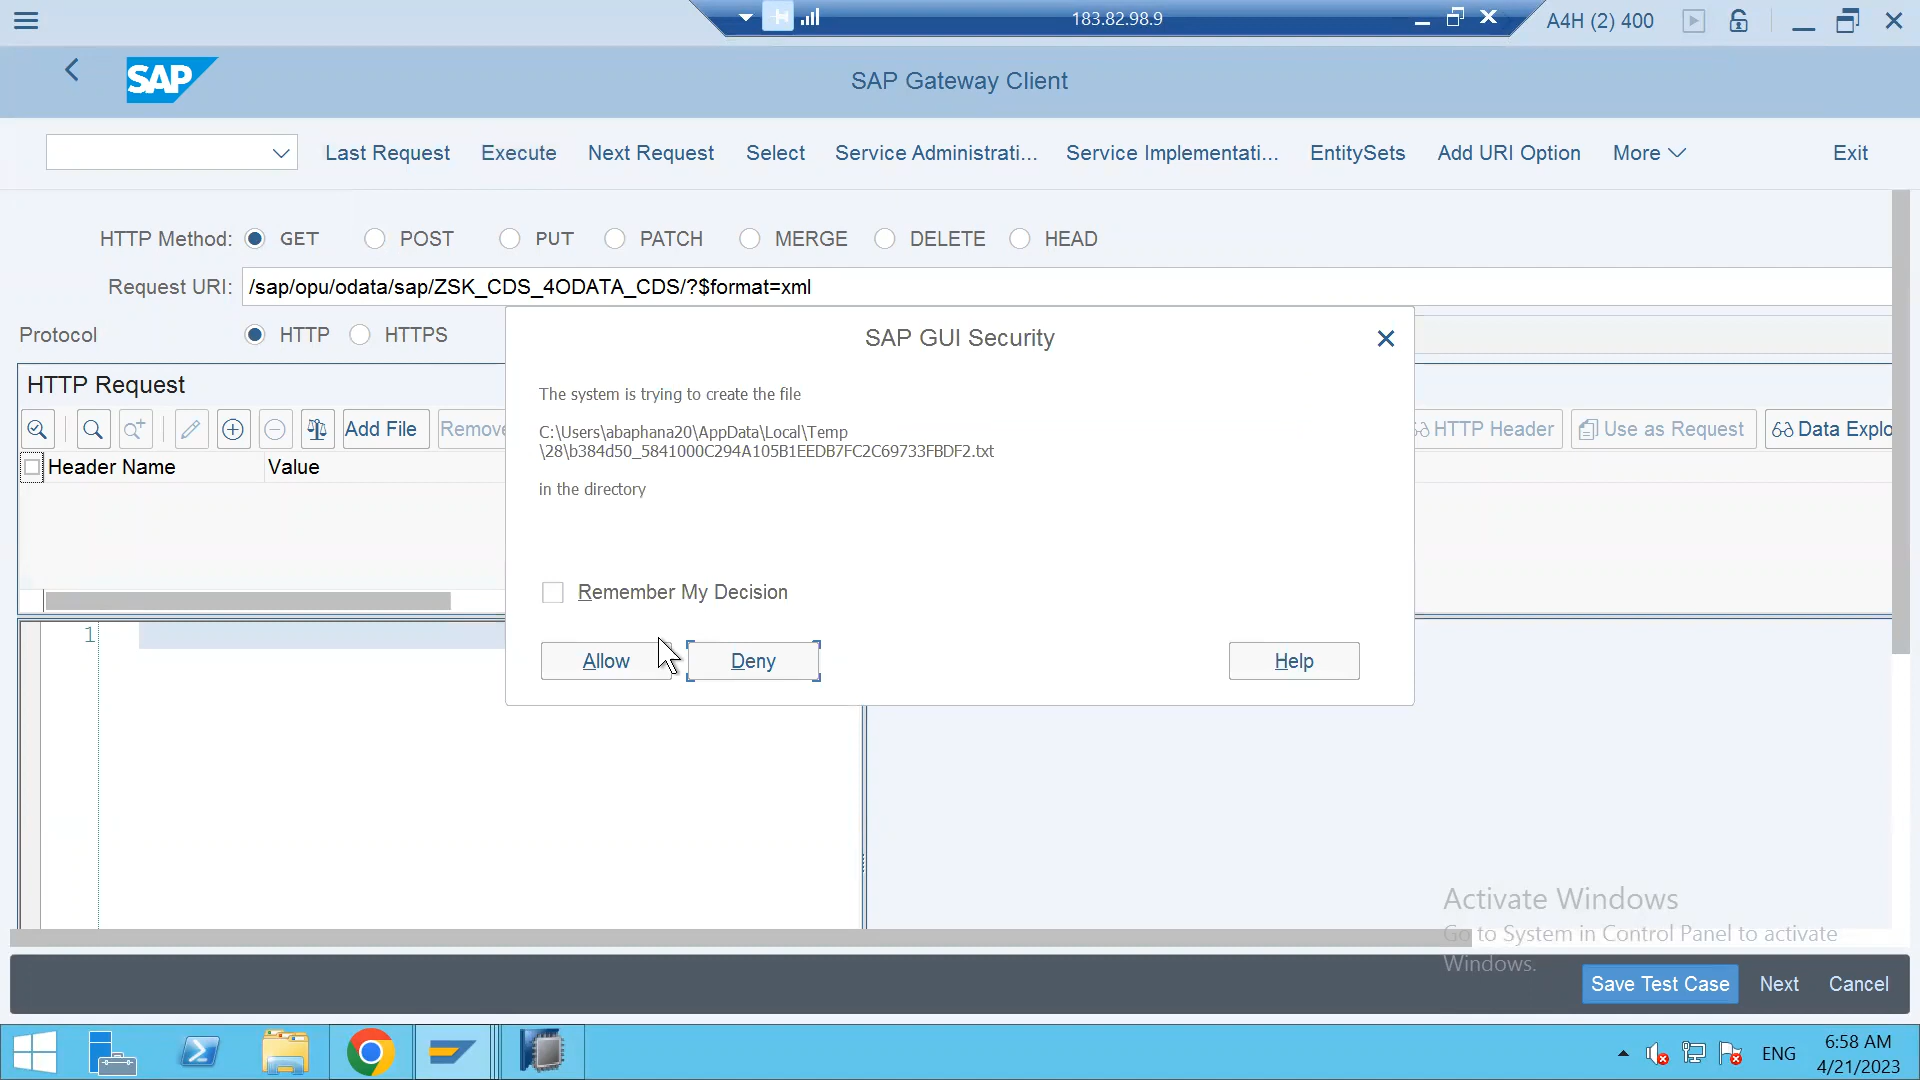 183.82.98.9
A4H (2) 400
SAP
SAP Gateway Client
Last Request
Execute
Next Request
Select
Service Administrati...
Service Implementati...
EntitySets
Add URI Option
More
Exit
HTTP Method:
GET
POST
PUT
PATCH
MERGE
DELETE
HEAD
Request URI:
/sap/opu/odata/sap/ZSK_CDS_4ODATA_CDS/?$format=xml
Protocol
HTTP
HTTPS
SAP GUI Security
The system is trying to create the file
C:\Users\abaphana20\AppData\Local\Temp
\28\b384d50_5841000C294A105B1EEDB7FC2C69733FBDF2.txt
in the directory
Remember My Decision
Allow
Deny
Help
HTTP Request
Add File
Remove
Header Name
Value
HTTP Header
Use as Request
Data Explo
1
Activate Windows
Go to System in Control Panel to activate
Windows.
Save Test Case
Next
Cancel
ENG
6:58 AM
4/21/2023